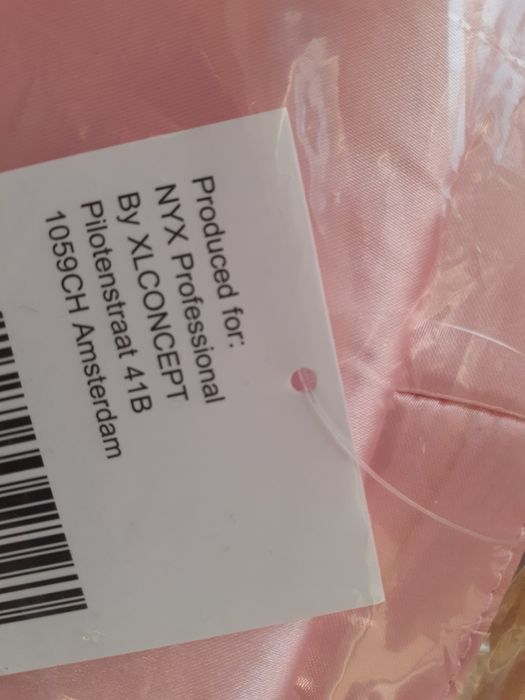 Produced for:
NYX Professional
By XLCONCEPT
Pilotenstraat 41B
1059CH Amsterdam